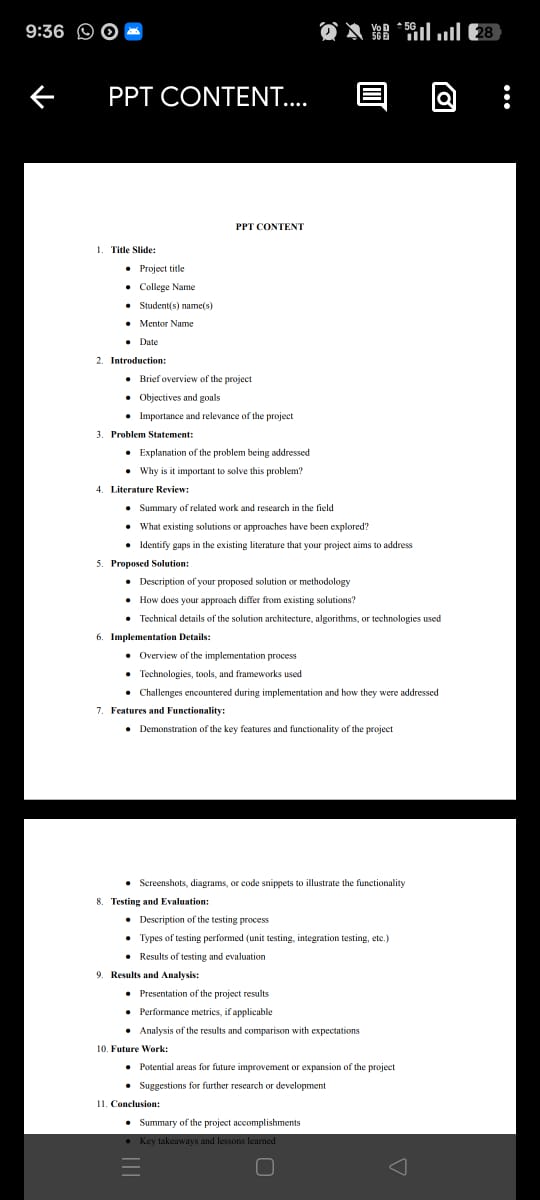 9:36
Vo D 5G
5G 2
28
PPT CONTENT....
PPT CONTENT
1. Title Slide:
• Project title
• College Name
• Student(s) name(s)
• Mentor Name
• Date
2. Introduction:
• Brief overview of the project
• Objectives and goals
• Importance and relevance of the project
3. Problem Statement:
• Explanation of the problem being addressed
• Why is it important to solve this problem?
4. Literature Review:
• Summary of related work and research in the field
• What existing solutions or approaches have been explored?
• Identify gaps in the existing literature that your project aims to address
5. Proposed Solution:
• Description of your proposed solution or methodology
• How does your approach differ from existing solutions?
• Technical details of the solution architecture, algorithms, or technologies used
6. Implementation Details:
• Overview of the implementation process
• Technologies, tools, and frameworks used
• Challenges encountered during implementation and how they were addressed
7. Features and Functionality:
• Demonstration of the key features and functionality of the project
• Screenshots, diagrams, or code snippets to illustrate the functionality
8. Testing and Evaluation:
• Description of the testing process
• Types of testing performed (unit testing, integration testing, etc.)
• Results of testing and evaluation
9. Results and Analysis:
• Presentation of the project results
• Performance metrics, if applicable
• Analysis of the results and comparison with expectations
10. Future Work:
• Potential areas for future improvement or expansion of the project
• Suggestions for further research or development
11. Conclusion:
• Summary of the project accomplishments
• Key takeaways and lessons learned